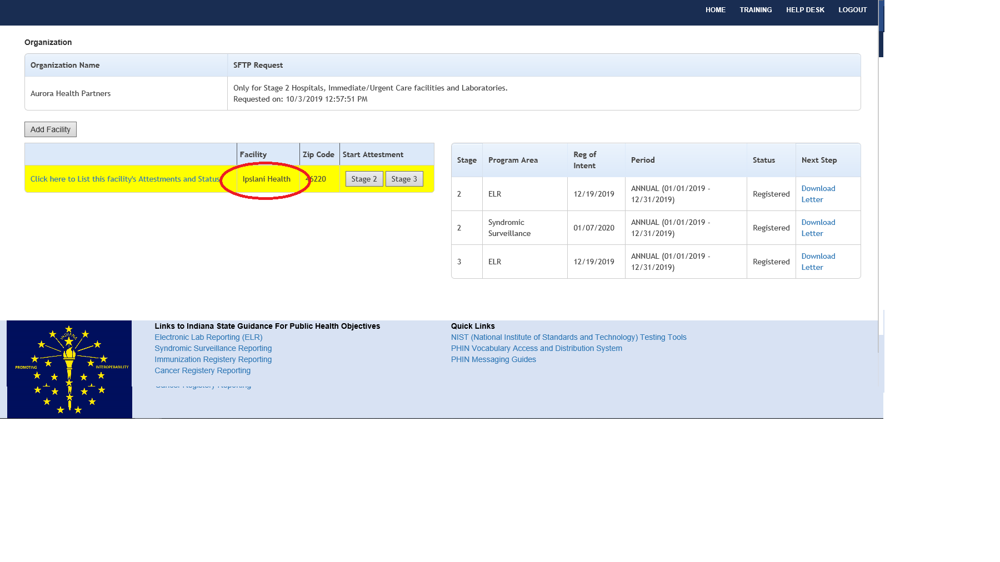 HOME TRAINING HELP DESK LOGOUT
Organization
Organization Name SFTP Request
Aurora Health Partners
Only for Stage 2 Hospitals, Immediate/Urgent Care facilities and Laboratories.
Requested on: 10/3/2019 12:57:51 PM
Add Facility
Facility Zip Code Start Attestment
Click here to List this facility's Attestments and Status Ipslani Health 46220 Stage 2 Stage 3
Stage Program Area Reg of Intent Period Status Next Step
2 ELR 12/19/2019 ANNUAL (01/01/2019 - 12/31/2019) Registered Download Letter
2 Syndromic Surveillance 01/07/2020 ANNUAL (01/01/2019 - 12/31/2019) Registered Download Letter
3 ELR 12/19/2019 ANNUAL (01/01/2019 - 12/31/2019) Registered Download Letter
INDIANA
PROMOTING INTEROPERABILITY
Links to Indiana State Guidance For Public Health Objectives
Electronic Lab Reporting (ELR)
Syndromic Surveillance Reporting
Immunization Registery Reporting
Cancer Registery Reporting
Cancer Registery Reporting
Quick Links
NIST (National Institute of Standards and Technology) Testing Tools
PHIN Vocabulary Access and Distribution System
PHIN Messaging Guides